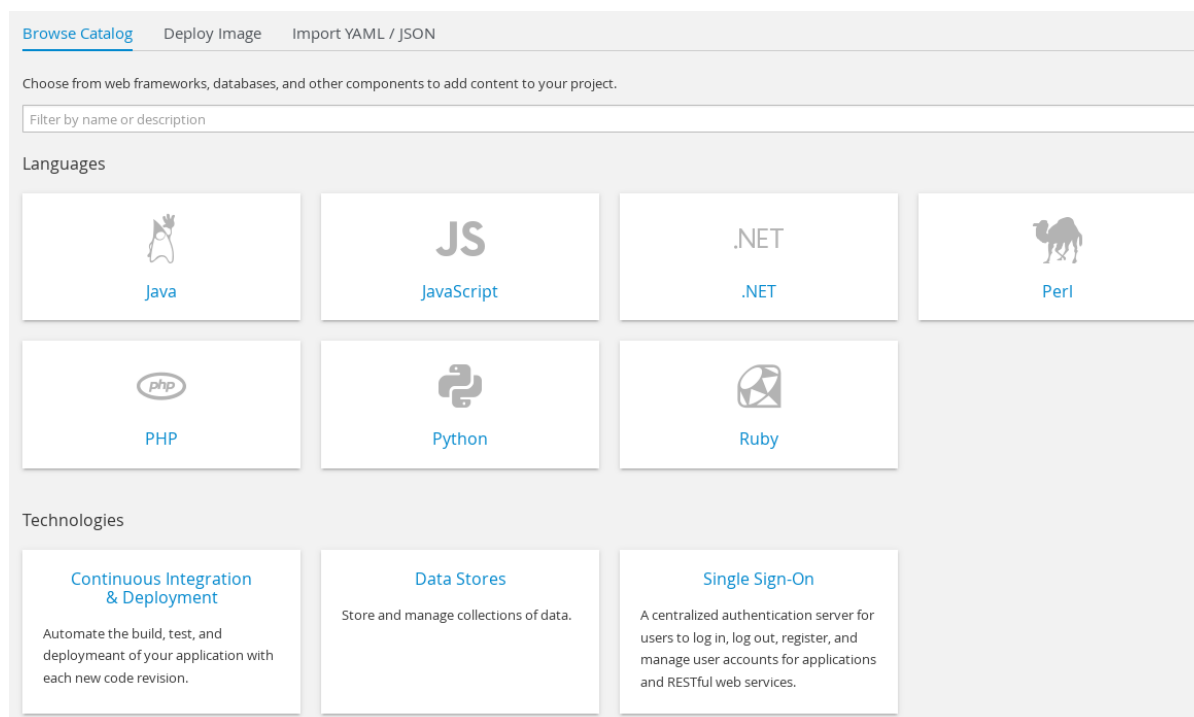 Browse Catalog Deploy Image Import YAML / JSON
Choose from web frameworks, databases, and other components to add content to your project.
Filter by name or description
Languages
JS .NET
Java JavaScript .NET Perl
php
PHP Python Ruby
Technologies
Continuous Integration
& Deployment
Automate the build, test, and
deploymeant of your application with
each new code revision.
Data Stores
Store and manage collections of data.
Single Sign-On
A centralized authentication server for
users to log in, log out, register, and
manage user accounts for applications
and RESTful web services.